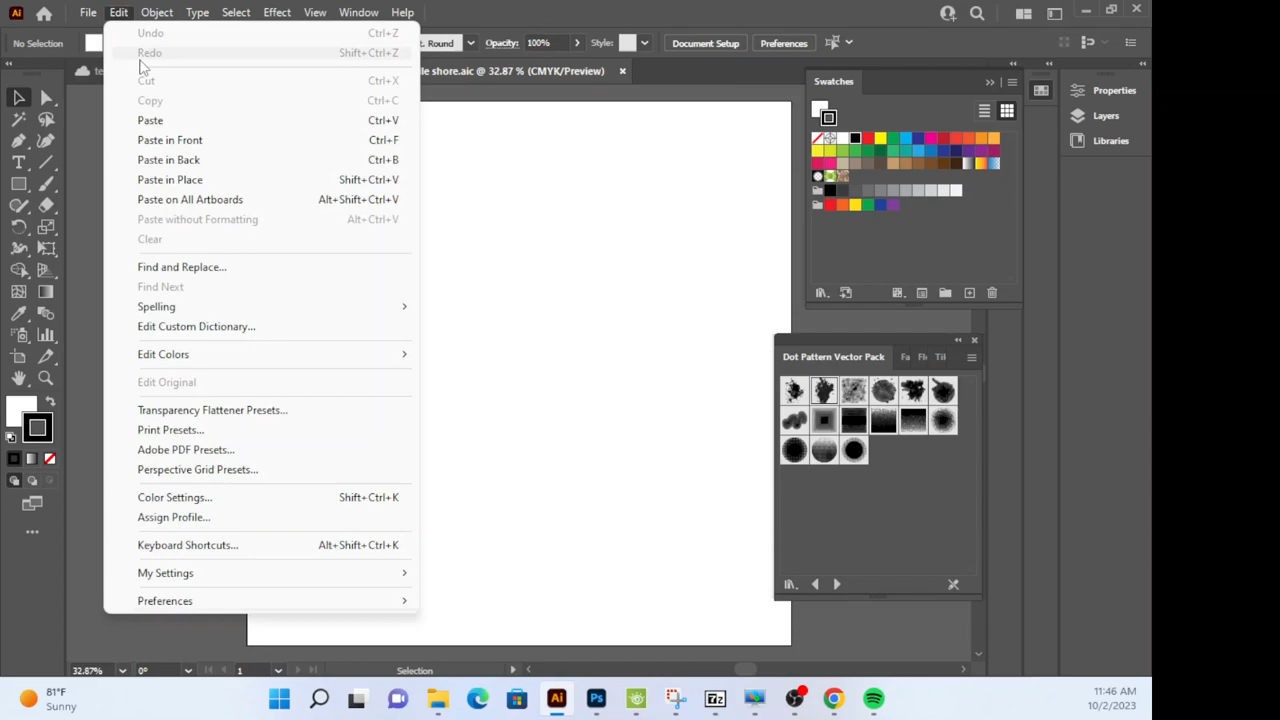 Ai File Edit Object Type Select Effect View Window Help
No Selection
t. Round
Opacity: 100%
Style:
Document Setup
Preferences
le shore.aic @ 32.87 % (CMYK/Preview)
Undo Ctrl+Z
Redo Shift+Ctrl+Z
Cut Ctrl+X
Copy Ctrl+C
Paste Ctrl+V
Paste in Front Ctrl+F
Paste in Back Ctrl+B
Paste in Place Shift+Ctrl+V
Paste on All Artboards Alt+Shift+Ctrl+V
Paste without Formatting Alt+Ctrl+V
Clear
Find and Replace...
Find Next
Spelling
Edit Custom Dictionary...
Edit Colors
Edit Original
Transparency Flattener Presets...
Print Presets...
Adobe PDF Presets...
Perspective Grid Presets...
Color Settings... Shift+Ctrl+K
Assign Profile...
Keyboard Shortcuts... Alt+Shift+Ctrl+K
My Settings
Preferences
Swatches
Properties
Layers
Libraries
Dot Pattern Vector Pack Fa Fl Til
32.87% 0° 1 Selection
81°F
Sunny
Ai Ps 7z
11:46 AM
10/2/2023